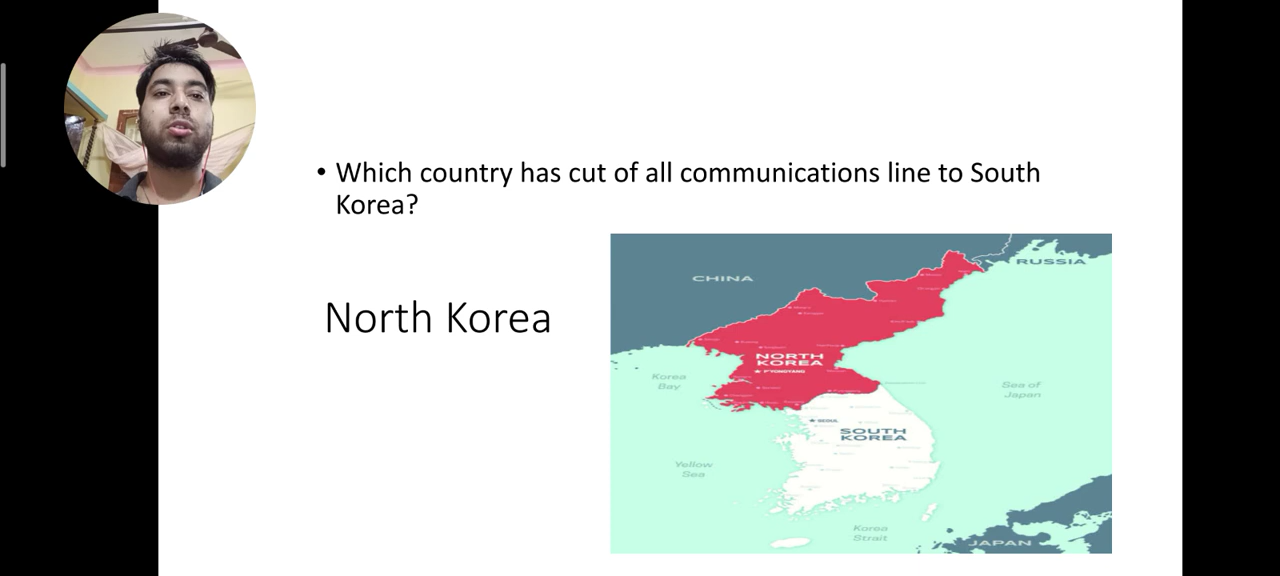 • Which country has cut of all communications line to South
Korea?
North Korea
CHINA
RUSSIA
NORTH
KOREA
PYONGYANG
Korea
Bay
Sea of
Japan
SEOUL
SOUTH
KOREA
Yellow
Sea
Korea
Strait
JAPAN